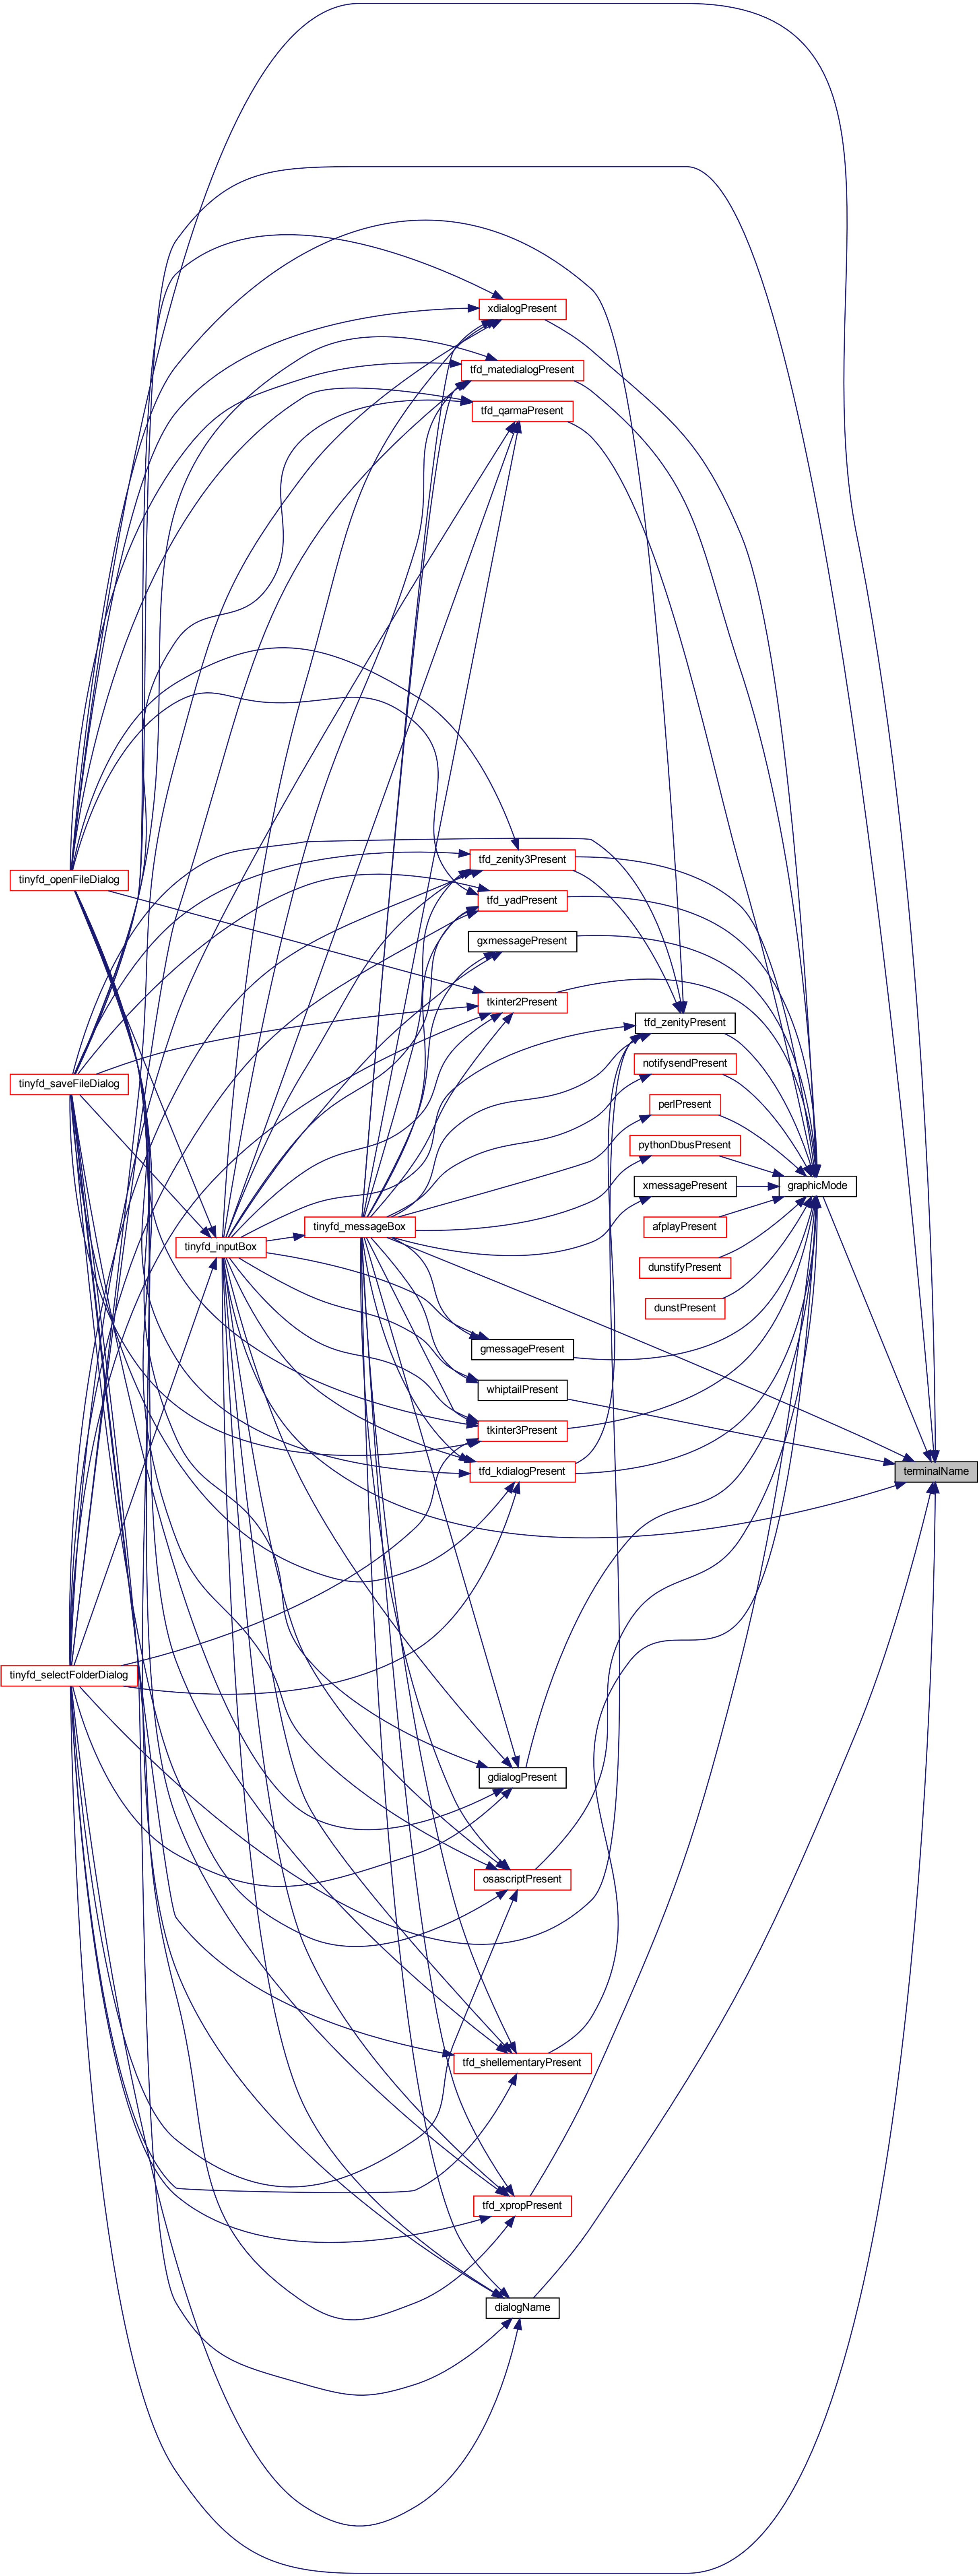 xdialogPresent
tfd_matedialogPresent
tfd_qarmaPresent
tfd_zenity3Present
tinyfd_openFileDialog
tfd_yadPresent
gxmessagePresent
tkinter2Present
tfd_zenityPresent
notifysendPresent
tinyfd_saveFileDialog
perlPresent
pythonDbusPresent
xmessagePresent
graphicMode
tinyfd_messageBox
afplayPresent
tinyfd_inputBox
dunstifyPresent
dunstPresent
gmessagePresent
whiptailPresent
tkinter3Present
tfd_kdialogPresent
terminalName
tinyfd_selectFolderDialog
gdialogPresent
osascriptPresent
tfd_shellementaryPresent
tfd_xpropPresent
dialogName